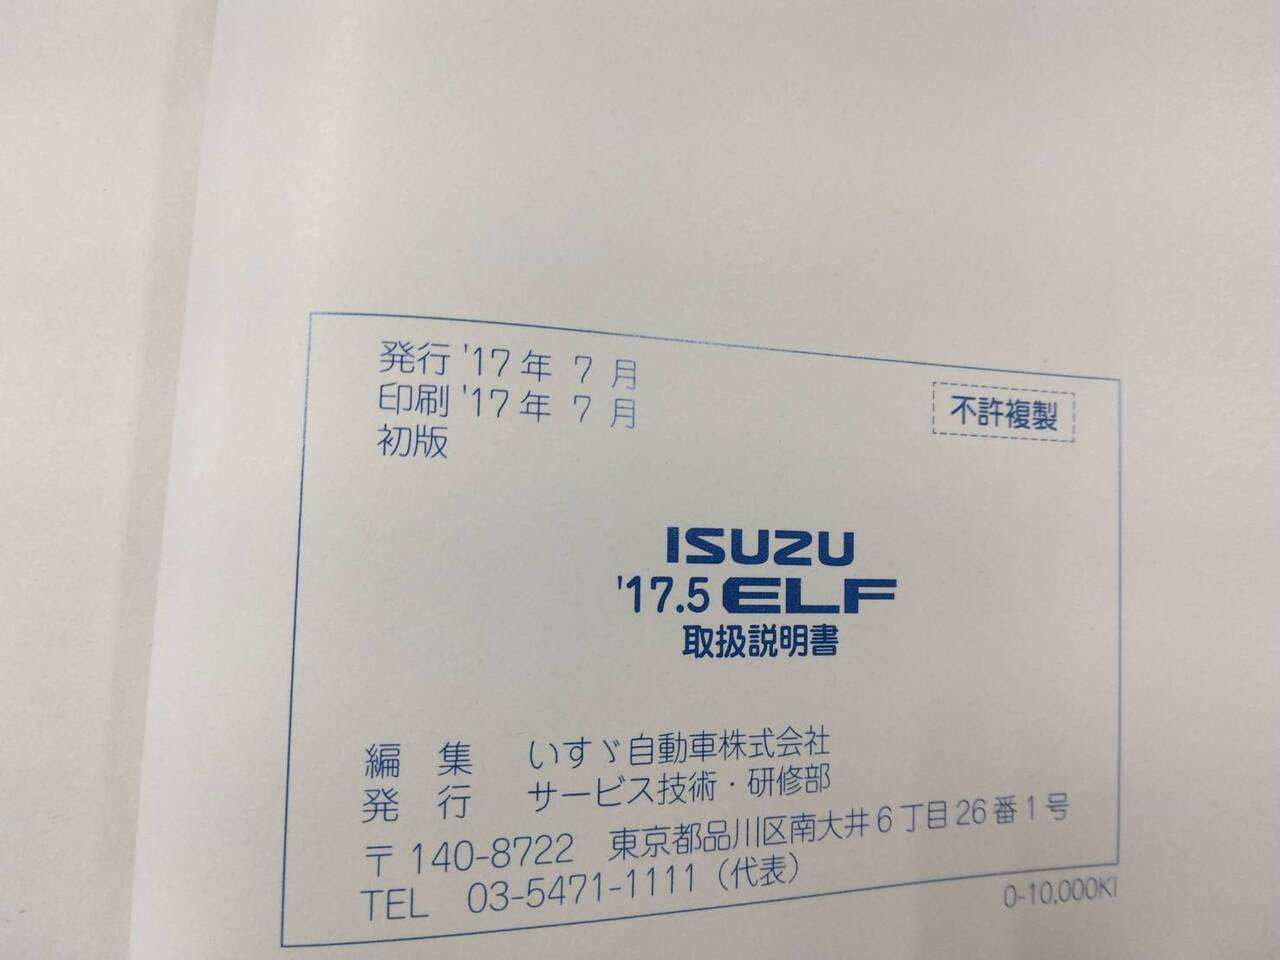 発行 '17年 7 月
印刷 '17年 7 月
初版
不許複製
ISUZU
'17.5 ELF
取扱説明書
編 集 いすゞ自動車株式会社
発 行 サービス技術・研修部
〒140-8722 東京都品川区南大井6丁目26番1号
TEL 03-5471-1111（代表）
0-10,000KI